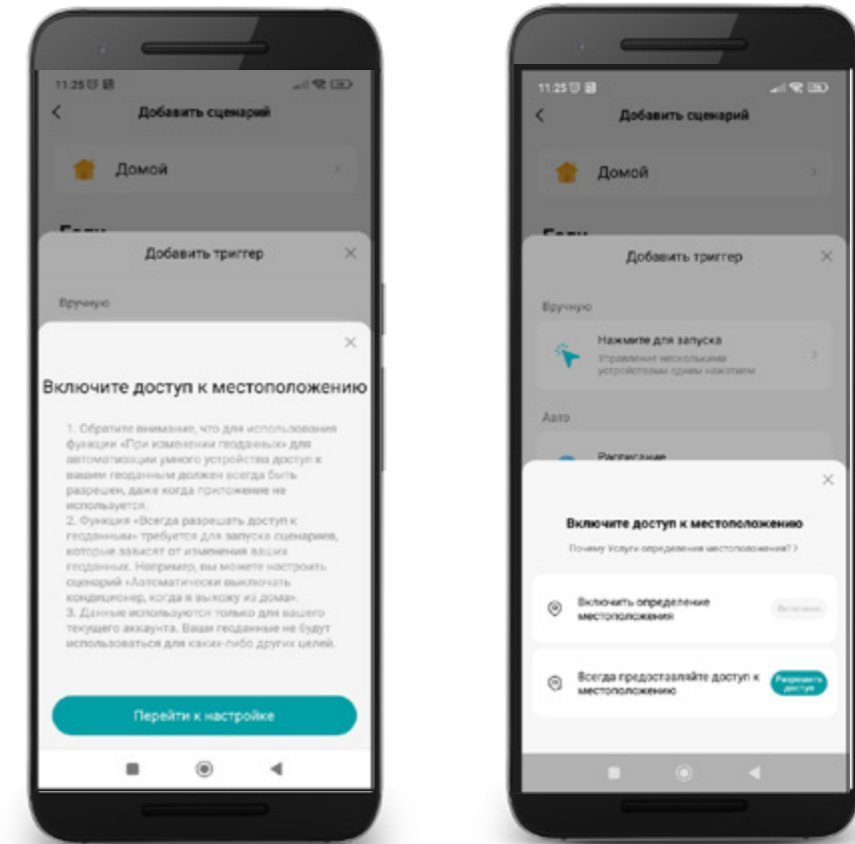 11:25
Добавить сценарий
Домой
Если
Добавить триггер
Вручную
Включите доступ к местоположению
1. Обратите внимание, что для использования
функции «При изменении геоданных» для
автоматизации умного устройства доступ к
вашим геоданным должен всегда быть
разрешен, даже когда приложение не
используется.
2. Функция «Всегда разрешать доступ к
геоданным» требуется для запуска сценариев,
которые зависят от изменения ваших
геоданных. Например, вы можете настроить
сценарий «Автоматически выключать
кондиционер, когда я выхожу из дома».
3. Данные используются только для вашего
текущего аккаунта. Ваши геоданные не будут
использоваться для каких-либо других целей.
Перейти к настройке
11:25
Добавить сценарий
Домой
Если
Добавить триггер
Вручную
Нажмите для запуска
Управление несколькими
устройствами одним нажатием
Авто
Расписание
Включите доступ к местоположению
Почему Услуги определения местоположения?
Включить определение
местоположения
Включено
Всегда предоставляйте доступ к
местоположению
Разрешить
доступ